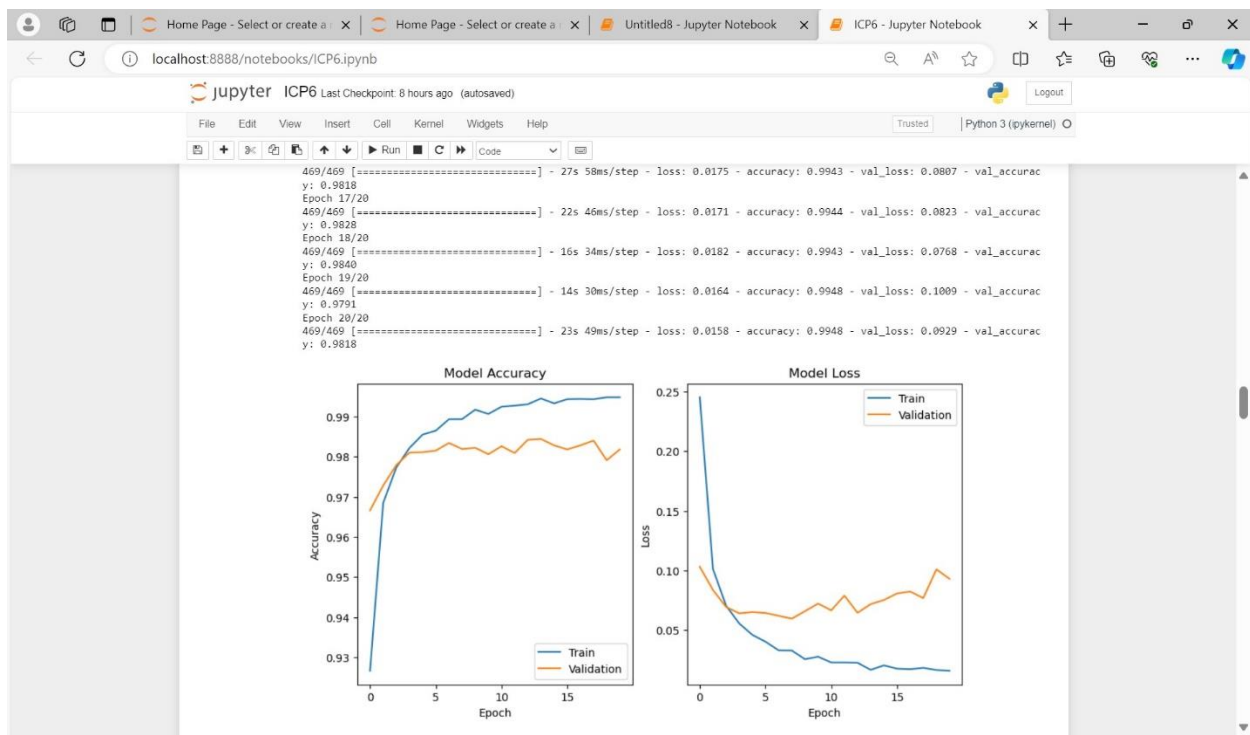 Home Page - Select or create a n
Home Page - Select or create a n
Untitled8 - Jupyter Notebook
ICP6 - Jupyter Notebook
localhost:8888/notebooks/ICP6.ipynb
jupyter ICP6 Last Checkpoint: 8 hours ago (autosaved)
Logout
File Edit View Insert Cell Kernel Widgets Help
Trusted
Python 3 (ipykernel)
Run
Code
469/469 [==============================] - 27s 58ms/step - loss: 0.0175 - accuracy: 0.9943 - val_loss: 0.0807 - val_accurac
y: 0.9818
Epoch 17/20
469/469 [==============================] - 22s 46ms/step - loss: 0.0171 - accuracy: 0.9944 - val_loss: 0.0823 - val_accurac
y: 0.9828
Epoch 18/20
469/469 [==============================] - 16s 34ms/step - loss: 0.0182 - accuracy: 0.9943 - val_loss: 0.0768 - val_accurac
y: 0.9840
Epoch 19/20
469/469 [==============================] - 14s 30ms/step - loss: 0.0164 - accuracy: 0.9948 - val_loss: 0.1009 - val_accurac
y: 0.9791
Epoch 20/20
469/469 [==============================] - 23s 49ms/step - loss: 0.0158 - accuracy: 0.9948 - val_loss: 0.0929 - val_accurac
y: 0.9818
Model Accuracy
0.99
0.98
0.97
0.96
0.95
0.94
0.93
Accuracy
Train
Validation
0 5 10 15
Epoch
Model Loss
0.25
0.20
0.15
0.10
0.05
Loss
Train
Validation
0 5 10 15
Epoch